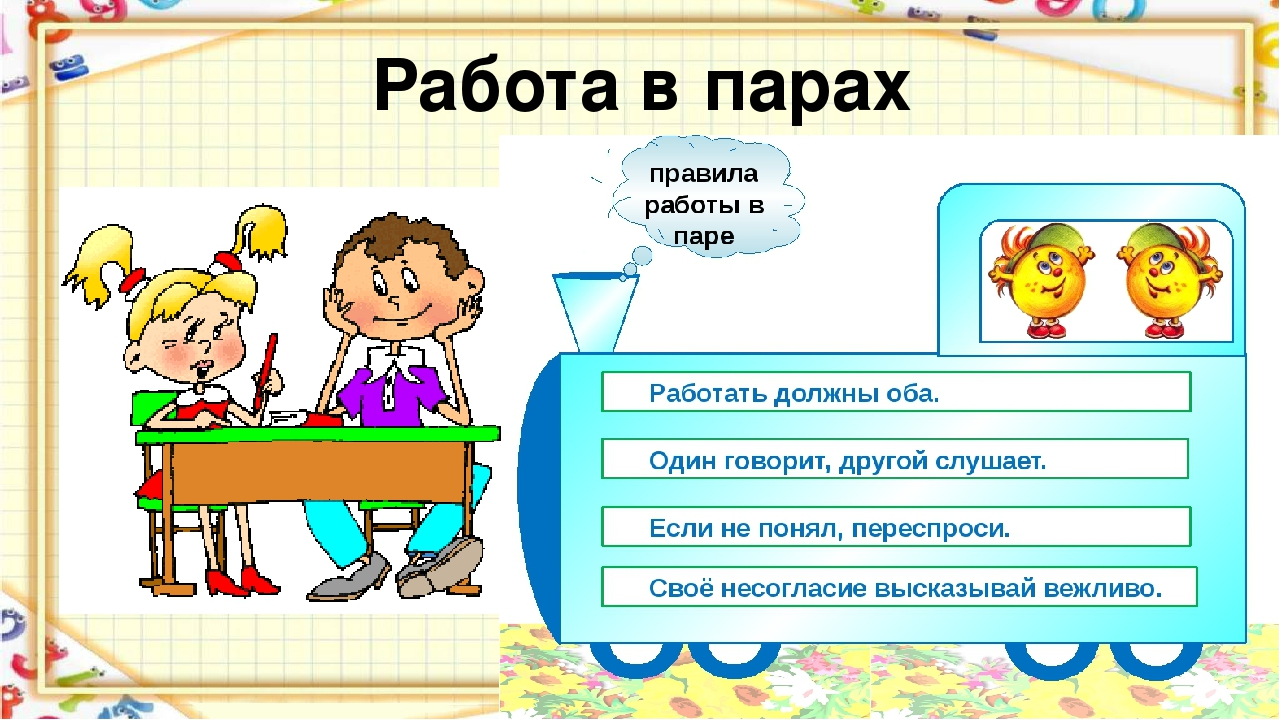 Работа в парах
правила
работы в
паре
Работать должны оба.
Один говорит, другой слушает.
Если не понял, переспроси.
Своё несогласие высказывай вежливо.